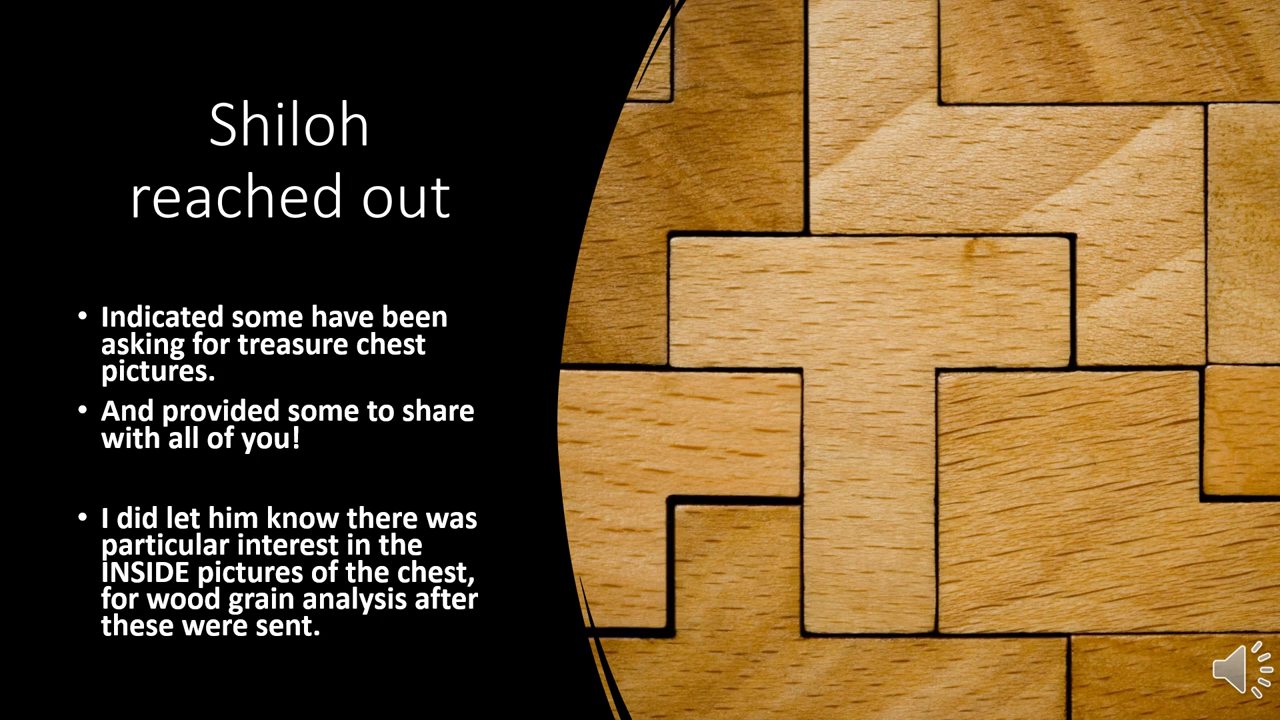 Shiloh
reached out
• Indicated some have been
asking for treasure chest
pictures.
• And provided some to share
with all of you!
• I did let him know there was
particular interest in the
INSIDE pictures of the chest,
for wood grain analysis after
these were sent.